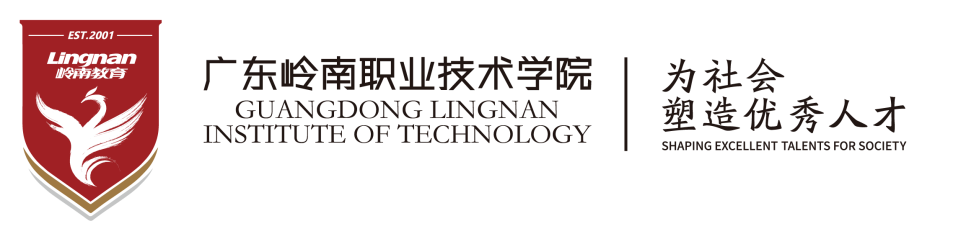 EST.2001
Lingnan
岭南教育
广东岭南职业技术学院
GUANGDONG LINGNAN
INSTITUTE OF TECHNOLOGY
为社会
塑造优秀人才
SHAPING EXCELLENT TALENTS FOR SOCIETY